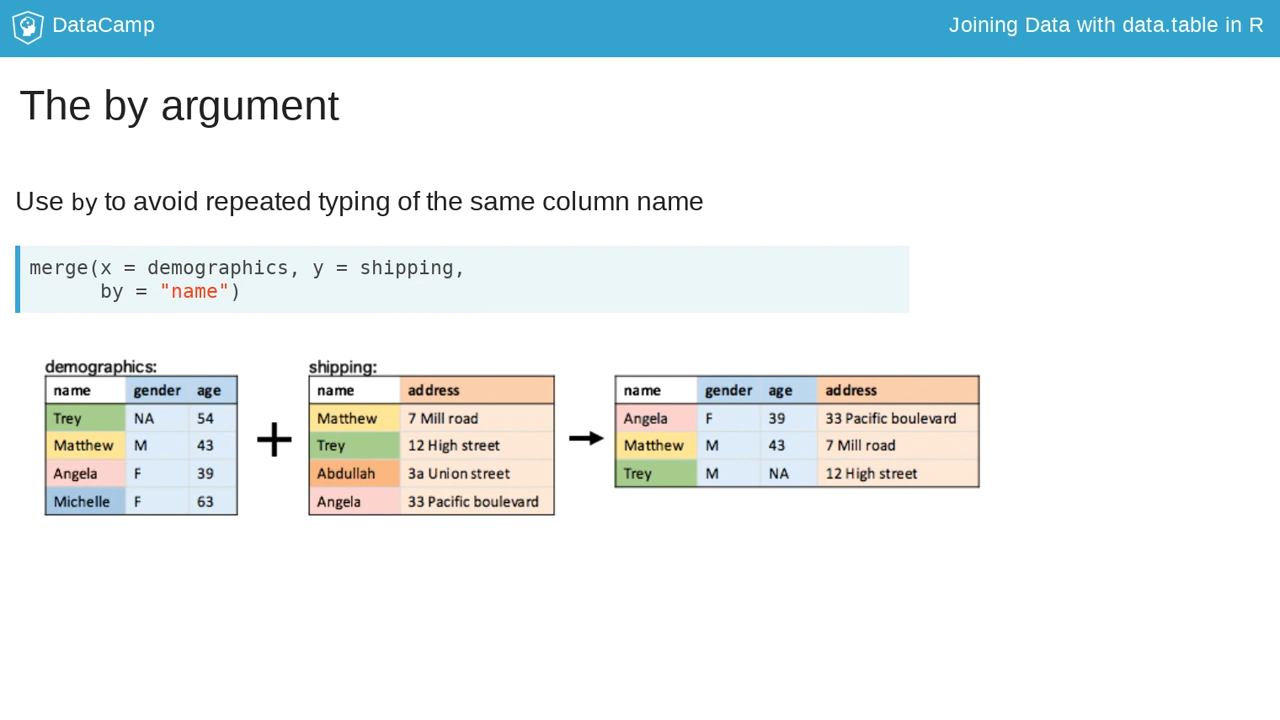 DataCamp
Joining Data with data.table in R
The by argument
Use by to avoid repeated typing of the same column name
merge(x = demographics, y = shipping,
by = "name")
demographics:
name gender age
Trey NA 54
Matthew M 43
Angela F 39
Michelle F 63
shipping:
name address
Matthew 7 Mill road
Trey 12 High street
Abdullah 3a Union street
Angela 33 Pacific boulevard
name gender age address
Angela F 39 33 Pacific boulevard
Matthew M 43 7 Mill road
Trey M NA 12 High street